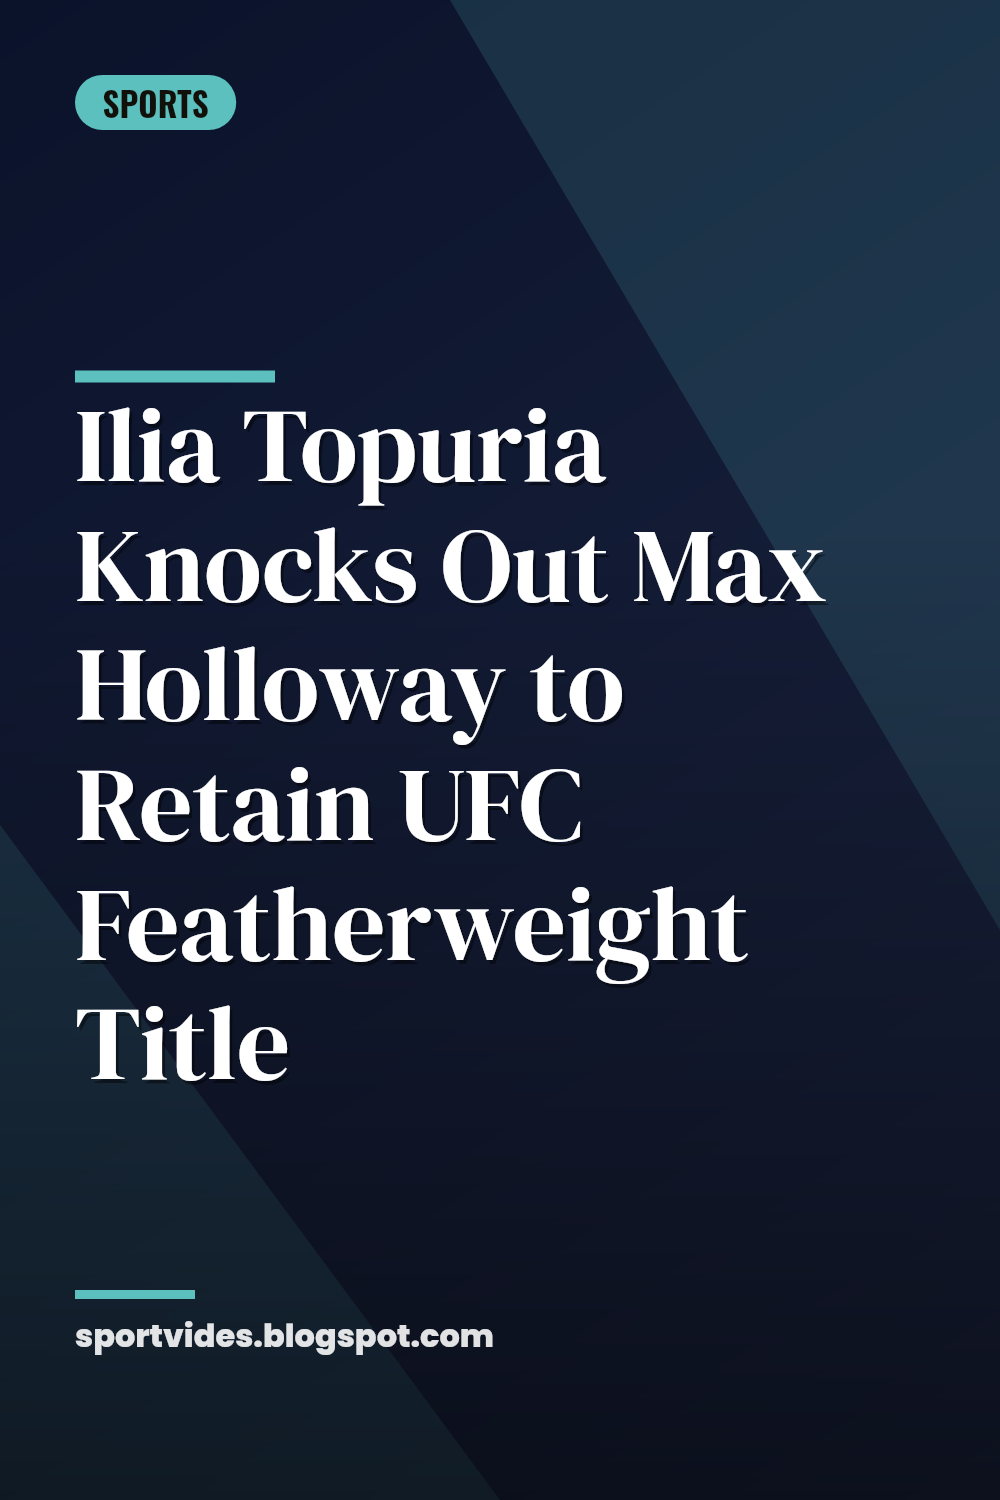 SPORTS
Ilia Topuria
Knocks Out Max
Holloway to
Retain UFC
Featherweight
Title
sportvides.blogspot.com